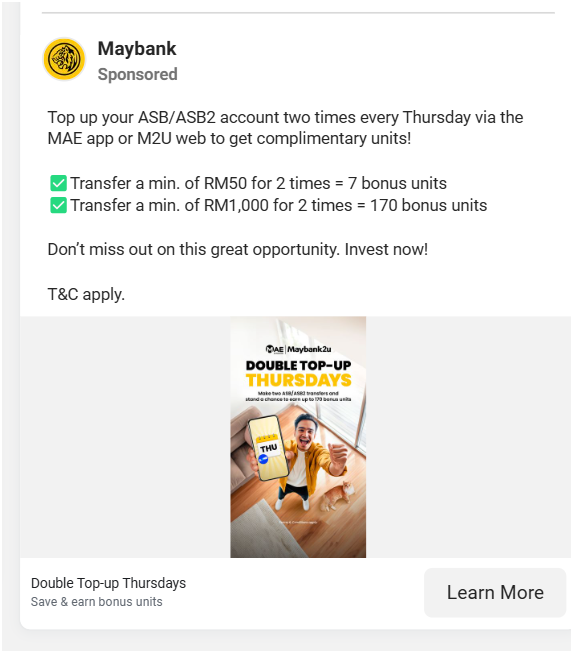 Maybank
Sponsored
Top up your ASB/ASB2 account two times every Thursday via the
MAE app or M2U web to get complimentary units!
✅Transfer a min. of RM50 for 2 times = 7 bonus units
✅Transfer a min. of RM1,000 for 2 times = 170 bonus units
Don’t miss out on this great opportunity. Invest now!
T&C apply.
MAE | Maybank2u
DOUBLE TOP-UP
THURSDAYS
Make two ASB/ASB2 transfers and
stand a chance to earn up to 170 bonus units
THU
Double Top-up Thursdays
Save & earn bonus units
Learn More